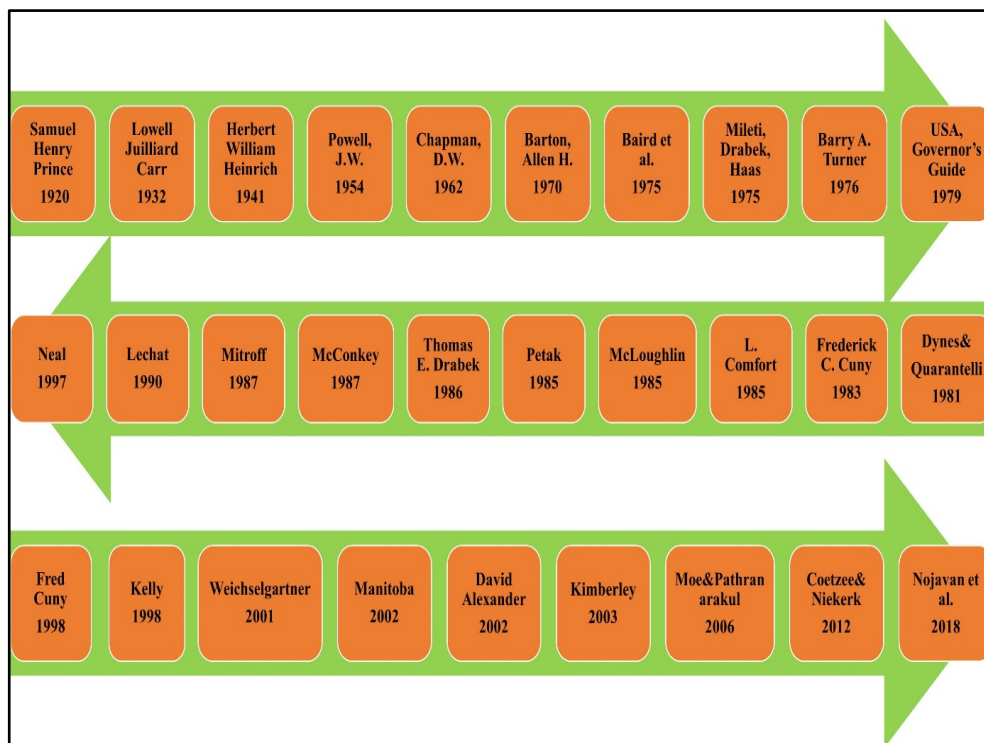 Samuel
Henry
Prince
1920
Lowell
Juilliard
Carr
1932
Herbert
William
Heinrich
1941
Powell,
J.W.
1954
Chapman,
D.W.
1962
Barton,
Allen H.
1970
Baird et
al.
1975
Mileti,
Drabek,
Haas
1975
Barry A.
Turner
1976
USA,
Governor's
Guide
1979
Neal
1997
Lechat
1990
Mitroff
1987
McConkey
1987
Thomas
E. Drabek
1986
Petak
1985
McLoughlin
1985
L.
Comfort
1985
Frederick
C. Cuny
1983
Dynes&
Quarantelli
1981
Fred
Cuny
1998
Kelly
1998
Weichselgartner
2001
Manitoba
2002
David
Alexander
2002
Kimberley
2003
Moe&Pathran
arakul
2006
Coetzee&
Niekerk
2012
Nojavan et
al.
2018